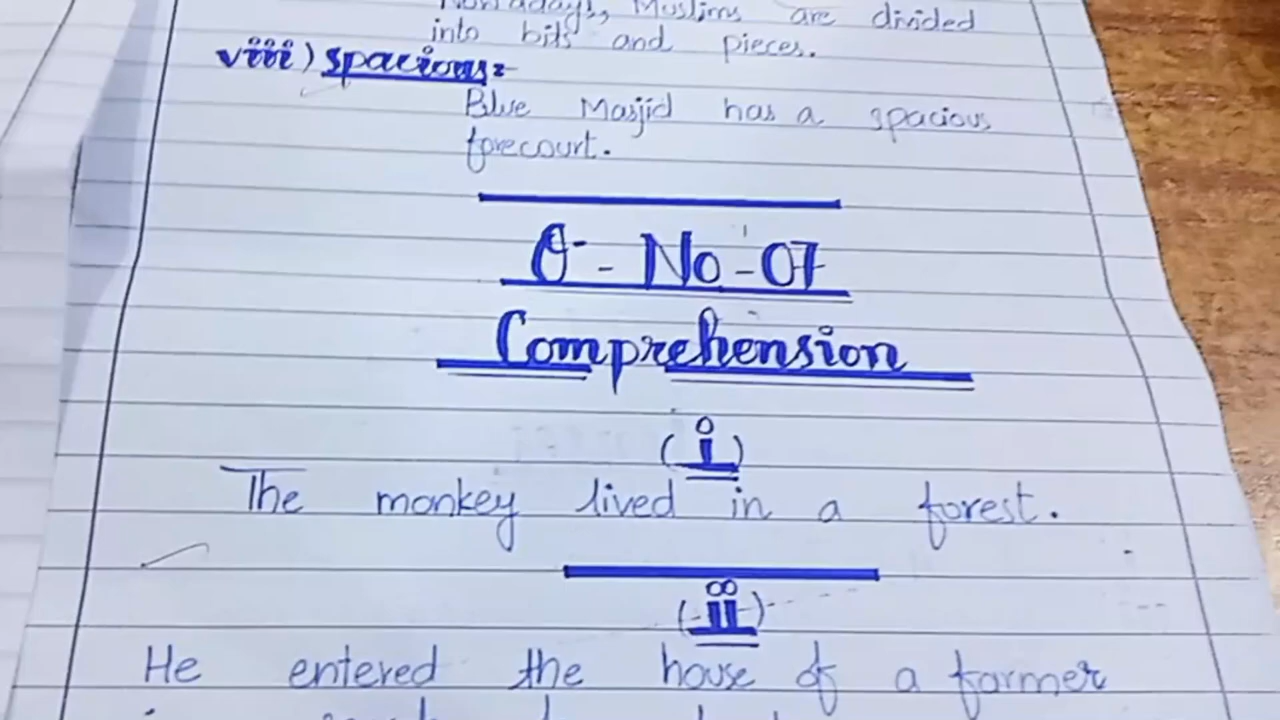 Nowadays, Muslims are divided
into bits and pieces.
viii) spacious:-
Blue Masjid has a spacious
forecourt.
Q-No-07
Comprehension
(i)
The monkey lived in a forest.
(ii)
He entered the house of a farmer